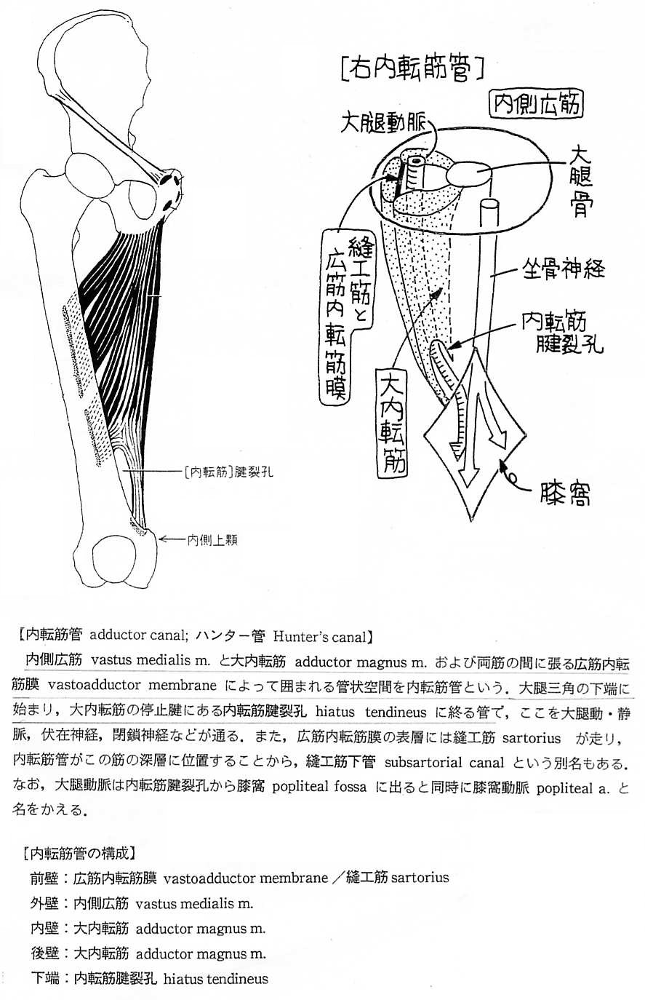 [右内転筋管]
内側広筋
大腿動脈
大腿骨
縫工筋と
広筋内転筋膜
坐骨神経
内転筋
腱裂孔
大内転筋
膝窩
[内転筋]腱裂孔
内側上顆
【内転筋管 adductor canal; ハンター管 Hunter's canal】
内側広筋 vastus medialis m. と大内転筋 adductor magnus m. および両筋の間に張る広筋内転
筋膜 vastoadductor membrane によって囲まれる管状空間を内転筋管という．大腿三角の下端に
始まり，大内転筋の停止腱にある内転筋腱裂孔 hiatus tendineus に終る管で，ここを大腿動・静
脈，伏在神経，閉鎖神経などが通る．また，広筋内転筋膜の表層には縫工筋 sartorius が走り，
内転筋管がこの筋の深層に位置することから，縫工筋下管 subsartorial canal という別名もある．
なお，大腿動脈は内転筋腱裂孔から膝窩 popliteal fossa に出ると同時に膝窩動脈 popliteal a. と
名をかえる．
【内転筋管の構成】
前壁：広筋内転筋膜 vastoadductor membrane／縫工筋 sartorius
外壁：内側広筋 vastus medialis m.
内壁：大内転筋 adductor magnus m.
後壁：大内転筋 adductor magnus m.
下端：内転筋腱裂孔 hiatus tendineus